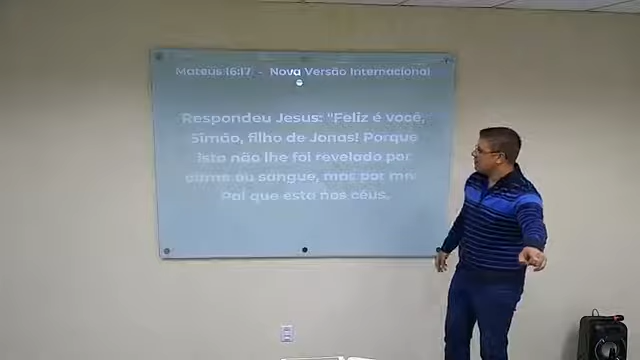 Mateus 16:17 - Nova Versão Internacional
Respondeu Jesus: "Feliz é você,
Simão, filho de Jonas! Porque
isto não lhe foi revelado por
carne ou sangue, mas por meu
Pai que está nos céus.